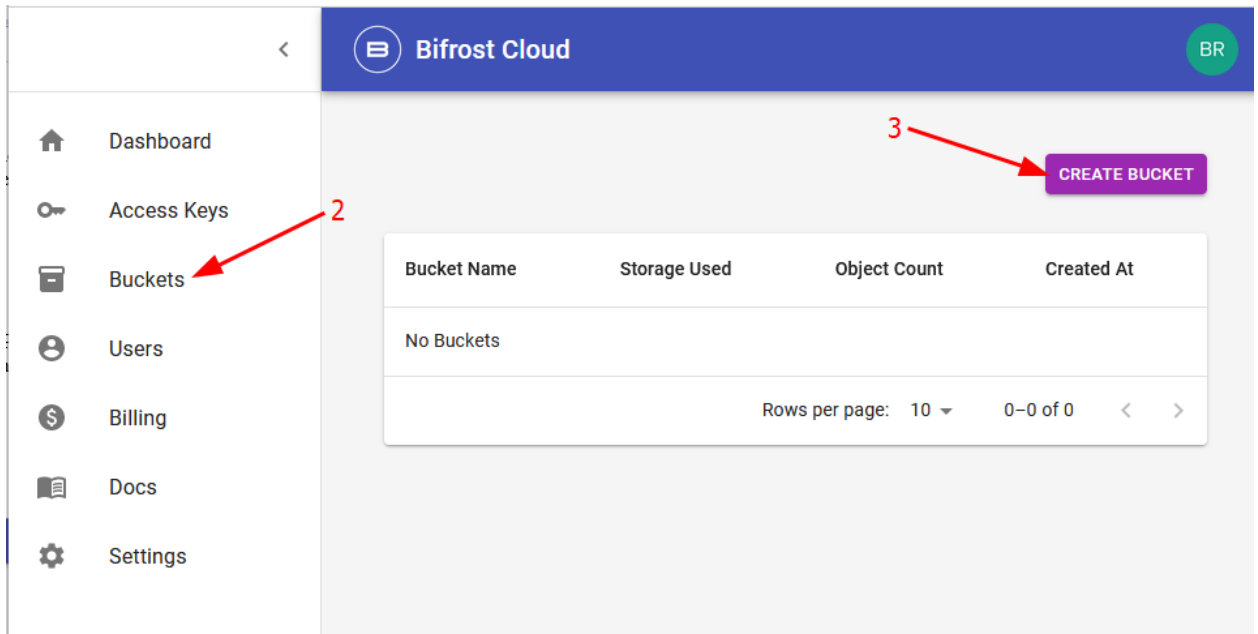 Bifrost Cloud
BR
Dashboard
Access Keys
Buckets
Users
Billing
Docs
Settings
2
3
CREATE BUCKET
Bucket Name Storage Used Object Count Created At
No Buckets
Rows per page: 10 0–0 of 0